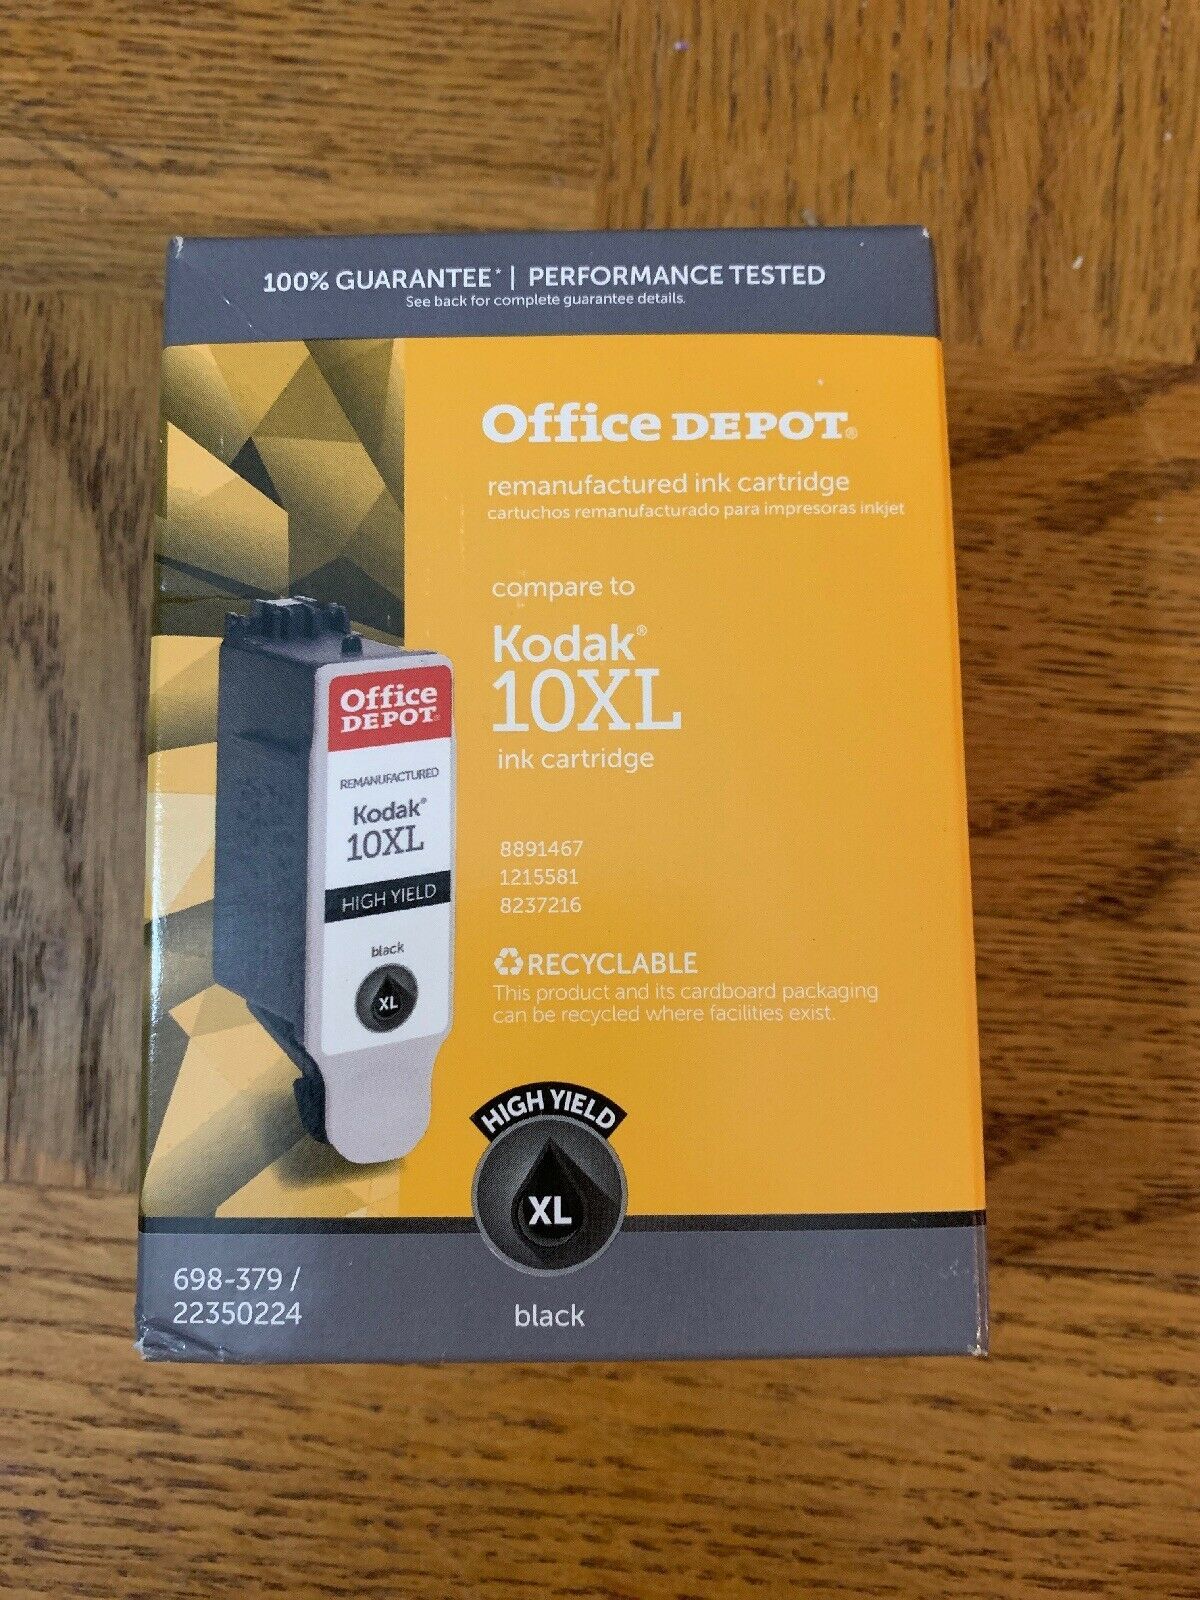 100% GUARANTEE* | PERFORMANCE TESTED
See back for complete guarantee details.
Office DEPOT®
remanufactured ink cartridge
cartuchos remanufacturado para impresoras inkjet
compare to
Kodak®
10XL
ink cartridge
8891467
1215581
8237216
RECYCLABLE
This product and its cardboard packaging
can be recycled where facilities exist.
Office
DEPOT®
REMANUFACTURED
Kodak®
10XL
HIGH YIELD
black
XL
HIGH YIELD
XL
698-379 /
22350224
black